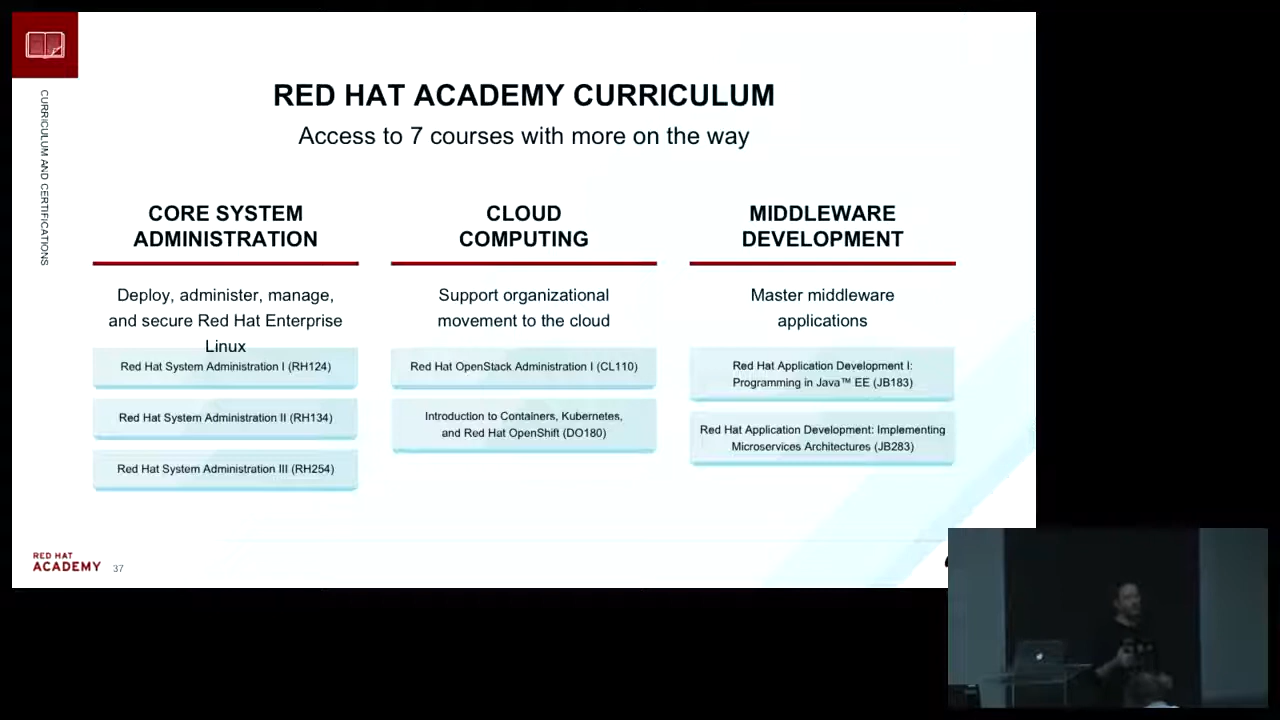 CURRICULUM AND CERTIFICATIONS
RED HAT ACADEMY CURRICULUM
Access to 7 courses with more on the way
CORE SYSTEM
ADMINISTRATION
Deploy, administer, manage,
and secure Red Hat Enterprise
Linux
Red Hat System Administration I (RH124)
Red Hat System Administration II (RH134)
Red Hat System Administration III (RH254)
CLOUD
COMPUTING
Support organizational
movement to the cloud
Red Hat OpenStack Administration I (CL110)
Introduction to Containers, Kubernetes,
and Red Hat OpenShift (DO180)
MIDDLEWARE
DEVELOPMENT
Master middleware
applications
Red Hat Application Development I:
Programming in Java™ EE (JB183)
Red Hat Application Development: Implementing
Microservices Architectures (JB283)
RED HAT
ACADEMY
37